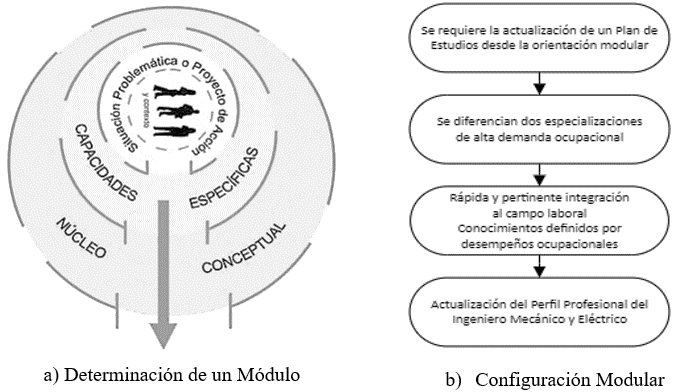 Situación Problemática o Proyecto de Acción
y contexto
CAPACIDADES
ESPECÍFICAS
NÚCLEO
CONCEPTUAL
a) Determinación de un Módulo
Se requiere la actualización de un Plan de
Estudios desde la orientación modular
Se diferencian dos especializaciones
de alta demanda ocupacional
Rápida y pertinente integración
al campo laboral
Conocimientos definidos por
desempeños ocupacionales
Actualización del Perfil Profesional del
Ingeniero Mecánico y Eléctrico
b) Configuración Modular